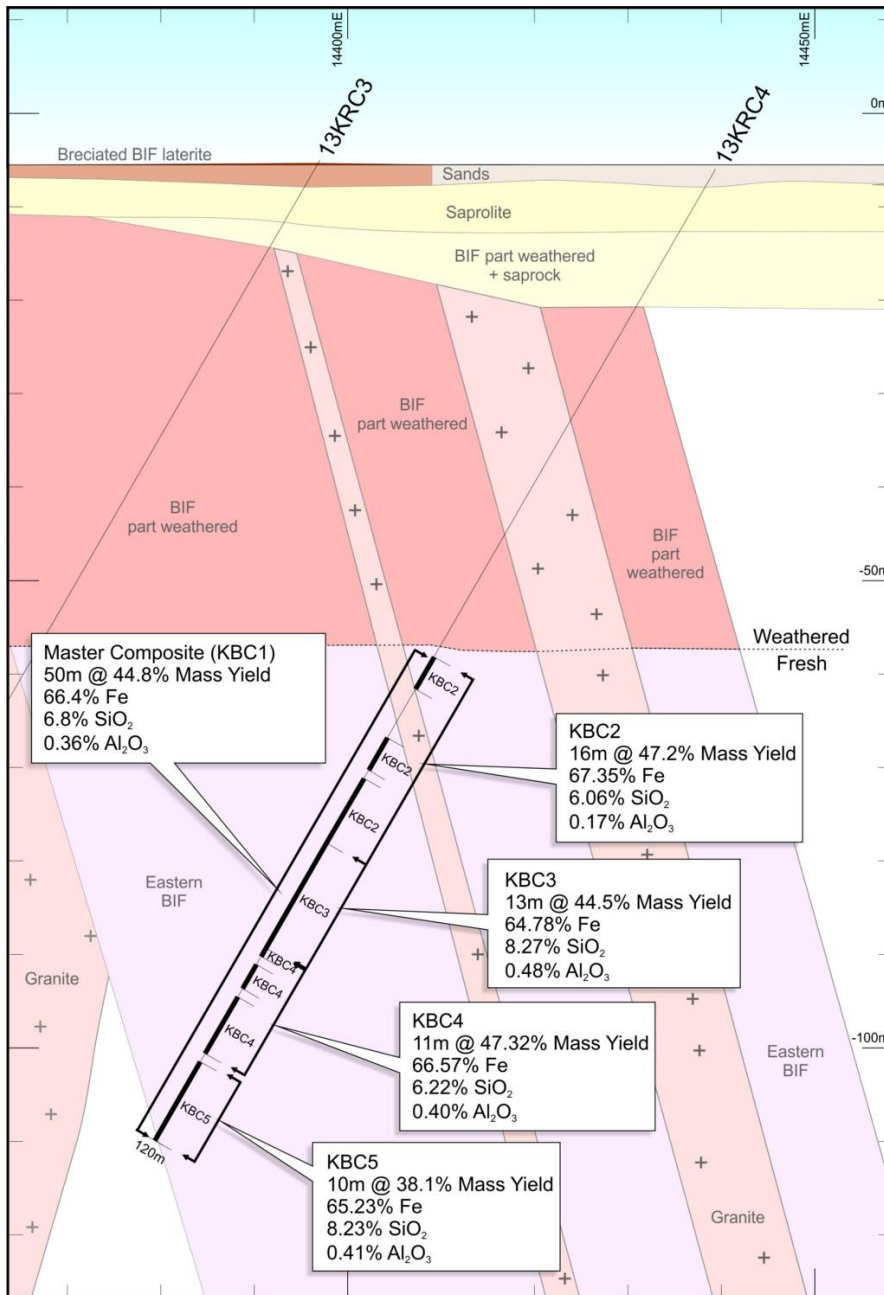 14400mE
14450mE
13KRC3
13KRC4
0m
Breciated BIF laterite
Sands
Saprolite
BIF part weathered
+ saprock
BIF
part weathered
BIF
part weathered
BIF
part
weathered
-50m
Weathered
Fresh
Master Composite (KBC1)
50m @ 44.8% Mass Yield
66.4% Fe
6.8% SiO₂
0.36% Al₂O₃
KBC2
KBC2
KBC2
KBC3
KBC4
KBC4
KBC4
KBC5
120m
KBC2
16m @ 47.2% Mass Yield
67.35% Fe
6.06% SiO₂
0.17% Al₂O₃
KBC3
13m @ 44.5% Mass Yield
64.78% Fe
8.27% SiO₂
0.48% Al₂O₃
Eastern
BIF
Granite
KBC4
11m @ 47.32% Mass Yield
66.57% Fe
6.22% SiO₂
0.40% Al₂O₃
-100m
Eastern
BIF
KBC5
10m @ 38.1% Mass Yield
65.23% Fe
8.23% SiO₂
0.41% Al₂O₃
Granite